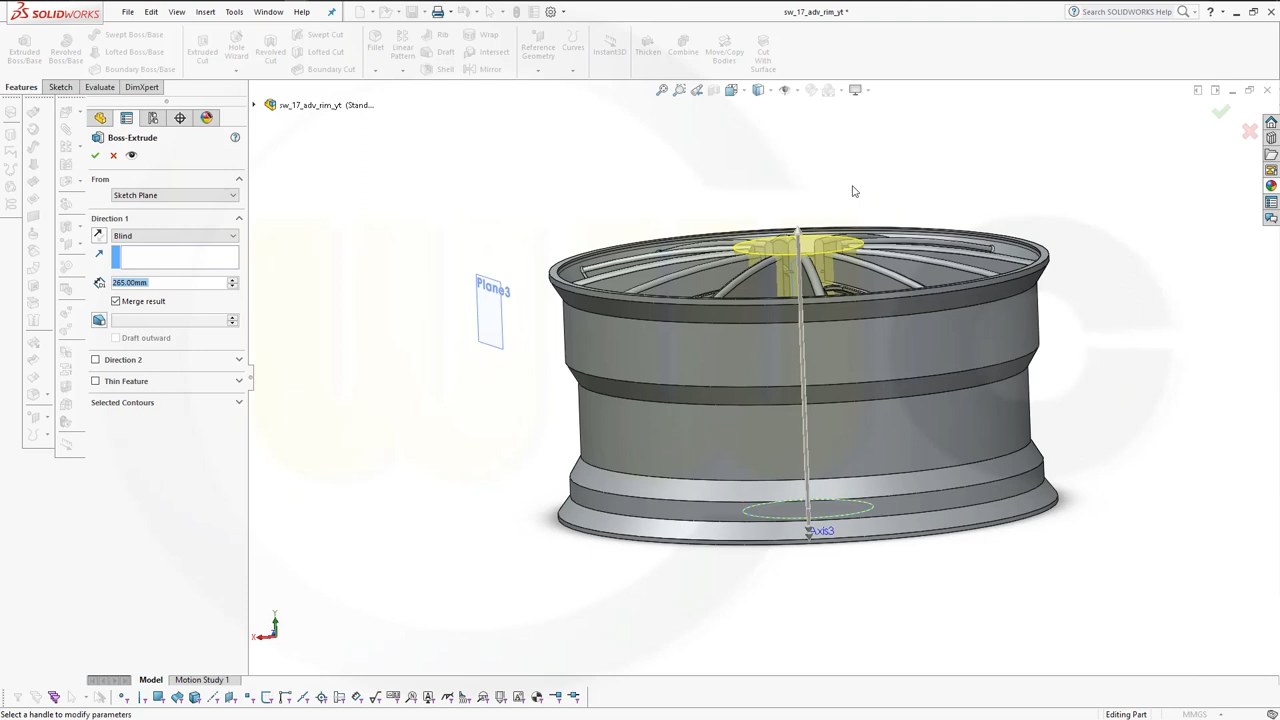 SOLIDWORKS
File Edit View Insert Tools Window Help
sw_17_adv_rim_yt *
Search SOLIDWORKS Help
Extruded Boss/Base
Revolved Boss/Base
Swept Boss/Base
Lofted Boss/Base
Boundary Boss/Base
Extruded Cut
Hole Wizard
Revolved Cut
Swept Cut
Lofted Cut
Boundary Cut
Fillet
Linear Pattern
Rib
Draft
Shell
Wrap
Intersect
Mirror
Reference Geometry
Curves
Instant3D
Thicken
Combine
Move/Copy Bodies
Cut With Surface
Features Sketch Evaluate DimXpert
sw_17_adv_rim_yt (Stand...
Boss-Extrude
From
Sketch Plane
Direction 1
Blind
265.00mm
Merge result
Draft outward
Direction 2
Thin Feature
Selected Contours
Plane3
Axis3
Y
X
Model Motion Study 1
Select a handle to modify parameters
Editing Part
MMGS